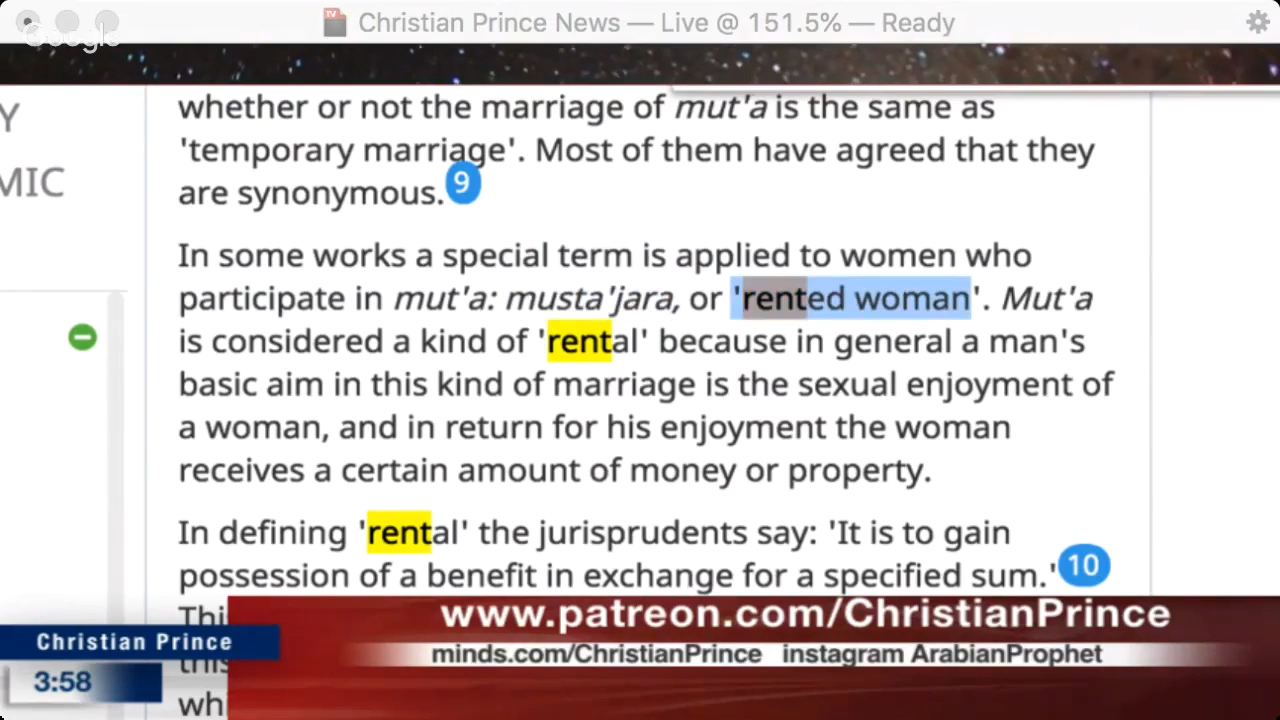 Christian Prince News — Live @ 151.5% — Ready
Google
Y
MIC
whether or not the marriage of mut'a is the same as
'temporary marriage'. Most of them have agreed that they
are synonymous. 9
In some works a special term is applied to women who
participate in mut'a: musta'jara, or 'rented woman'. Mut'a
is considered a kind of 'rental' because in general a man's
basic aim in this kind of marriage is the sexual enjoyment of
a woman, and in return for his enjoyment the woman
receives a certain amount of money or property.
In defining 'rental' the jurisprudents say: 'It is to gain
possession of a benefit in exchange for a specified sum.' 10
www.patreon.com/ChristianPrince
Christian Prince
minds.com/ChristianPrince instagram ArabianProphet
3:58